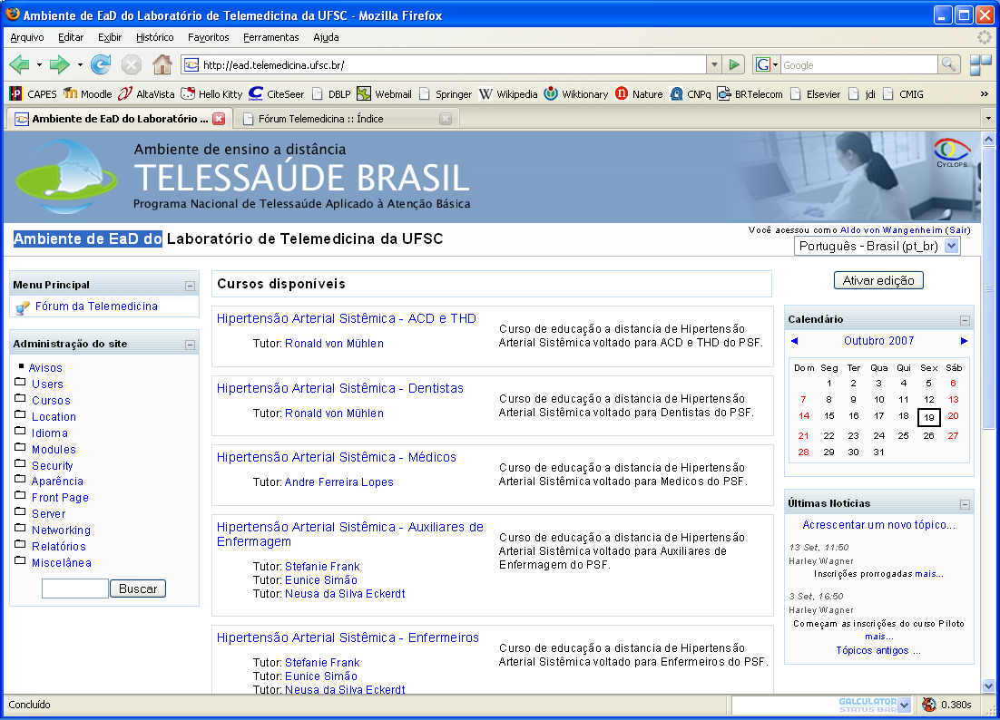 Ambiente de EaD do Laboratório de Telemedicina da UFSC - Mozilla Firefox
Arquivo Editar Exibir Histórico Favoritos Ferramentas Ajuda
http://ead.telemedicina.ufsc.br/
Google
CAPES Moodle AltaVista Hello Kitty CiteSeer DBLP Webmail Springer Wikipedia Wiktionary Nature CNPq BRTelecom Elsevier jdi CMIG »
Ambiente de EaD do Laboratório ... Fórum Telemedicina :: Índice
Ambiente de ensino a distância
TELESSAÚDE BRASIL
Programa Nacional de Telessaúde Aplicado à Atenção Básica
CYCLOPS
Você acessou como Aldo von Wangenheim (Sair)
Ambiente de EaD do Laboratório de Telemedicina da UFSC
Português - Brasil (pt_br)
Menu Principal
Fórum da Telemedicina
Administração do site
Avisos
Users
Cursos
Location
Idioma
Modules
Security
Aparência
Front Page
Server
Networking
Relatórios
Miscelânea
Buscar
Cursos disponíveis
Hipertensão Arterial Sistêmica - ACD e THD
Tutor: Ronald von Mühlen
Curso de educação a distancia de Hipertensão
Arterial Sistêmica voltado para ACD e THD do PSF.
Hipertensão Arterial Sistêmica - Dentistas
Tutor: Ronald von Mühlen
Curso de educação a distancia de Hipertensão
Arterial Sistêmica voltado para Dentistas do PSF.
Hipertensão Arterial Sistêmica - Médicos
Tutor: Andre Ferreira Lopes
Curso de educação a distancia de Hipertensão
Arterial Sistêmica voltado para Medicos do PSF.
Hipertensão Arterial Sistêmica - Auxiliares de
Enfermagem
Tutor: Stefanie Frank
Tutor: Eunice Simão
Tutor: Neusa da Silva Eckerdt
Curso de educação a distancia de Hipertensão
Arterial Sistêmica voltado para Auxiliares de
Enfermagem do PSF.
Hipertensão Arterial Sistêmica - Enfermeiros
Tutor: Stefanie Frank
Tutor: Eunice Simão
Tutor: Neusa da Silva Eckerdt
Curso de educação a distancia de Hipertensão
Arterial Sistêmica voltado para Enfermeiros do PSF.
Ativar edição
Calendário
Outubro 2007
Dom Seg Ter Qua Qui Sex Sáb
1 2 3 4 5 6
7 8 9 10 11 12 13
14 15 16 17 18 19 20
21 22 23 24 25 26 27
28 29 30 31
Últimas Notícias
Acrescentar um novo tópico...
13 Set, 11:50
Harley Wagner
Inscrições prorrogadas mais...
3 Set, 16:50
Harley Wagner
Começam as inscrições do curso Piloto
mais...
Tópicos antigos ...
Concluído
GALCULATOR
STATUS BAR
0.380s